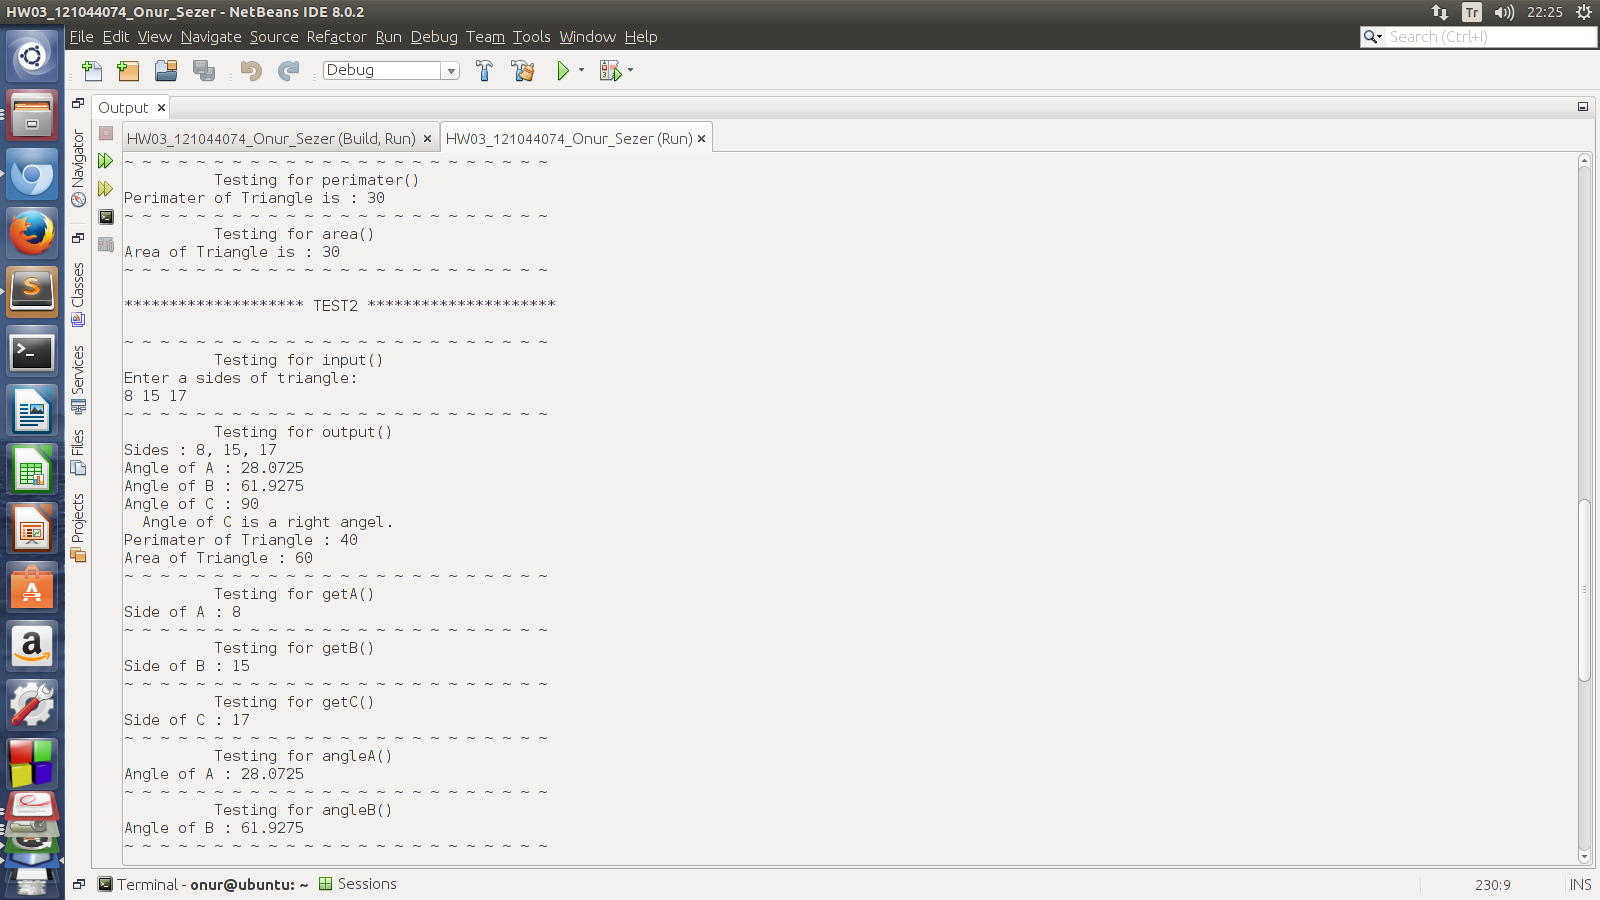 HW03_121044074_Onur_Sezer - NetBeans IDE 8.0.2
Tr
22:25
File Edit View Navigate Source Refactor Run Debug Team Tools Window Help
Search (Ctrl+I)
Debug
Output
HW03_121044074_Onur_Sezer (Build, Run)
HW03_121044074_Onur_Sezer (Run)
Navigator
Classes
Services
Files
Projects
~ ~ ~ ~ ~ ~ ~ ~ ~ ~ ~ ~ ~ ~ ~ ~ ~ ~ ~ ~ ~ ~ ~ ~
Testing for perimater()
Perimater of Triangle is : 30
~ ~ ~ ~ ~ ~ ~ ~ ~ ~ ~ ~ ~ ~ ~ ~ ~ ~ ~ ~ ~ ~ ~ ~
Testing for area()
Area of Triangle is : 30
~ ~ ~ ~ ~ ~ ~ ~ ~ ~ ~ ~ ~ ~ ~ ~ ~ ~ ~ ~ ~ ~ ~ ~
******************** TEST2 *********************
~ ~ ~ ~ ~ ~ ~ ~ ~ ~ ~ ~ ~ ~ ~ ~ ~ ~ ~ ~ ~ ~ ~ ~
Testing for input()
Enter a sides of triangle:
8 15 17
~ ~ ~ ~ ~ ~ ~ ~ ~ ~ ~ ~ ~ ~ ~ ~ ~ ~ ~ ~ ~ ~ ~ ~
Testing for output()
Sides : 8, 15, 17
Angle of A : 28.0725
Angle of B : 61.9275
Angle of C : 90
Angle of C is a right angel.
Perimater of Triangle : 40
Area of Triangle : 60
~ ~ ~ ~ ~ ~ ~ ~ ~ ~ ~ ~ ~ ~ ~ ~ ~ ~ ~ ~ ~ ~ ~ ~
Testing for getA()
Side of A : 8
~ ~ ~ ~ ~ ~ ~ ~ ~ ~ ~ ~ ~ ~ ~ ~ ~ ~ ~ ~ ~ ~ ~ ~
Testing for getB()
Side of B : 15
~ ~ ~ ~ ~ ~ ~ ~ ~ ~ ~ ~ ~ ~ ~ ~ ~ ~ ~ ~ ~ ~ ~ ~
Testing for getC()
Side of C : 17
~ ~ ~ ~ ~ ~ ~ ~ ~ ~ ~ ~ ~ ~ ~ ~ ~ ~ ~ ~ ~ ~ ~ ~
Testing for angleA()
Angle of A : 28.0725
~ ~ ~ ~ ~ ~ ~ ~ ~ ~ ~ ~ ~ ~ ~ ~ ~ ~ ~ ~ ~ ~ ~ ~
Testing for angleB()
Angle of B : 61.9275
~ ~ ~ ~ ~ ~ ~ ~ ~ ~ ~ ~ ~ ~ ~ ~ ~ ~ ~ ~ ~ ~ ~ ~
Terminal - onur@ubuntu: ~ Sessions
230:9
INS